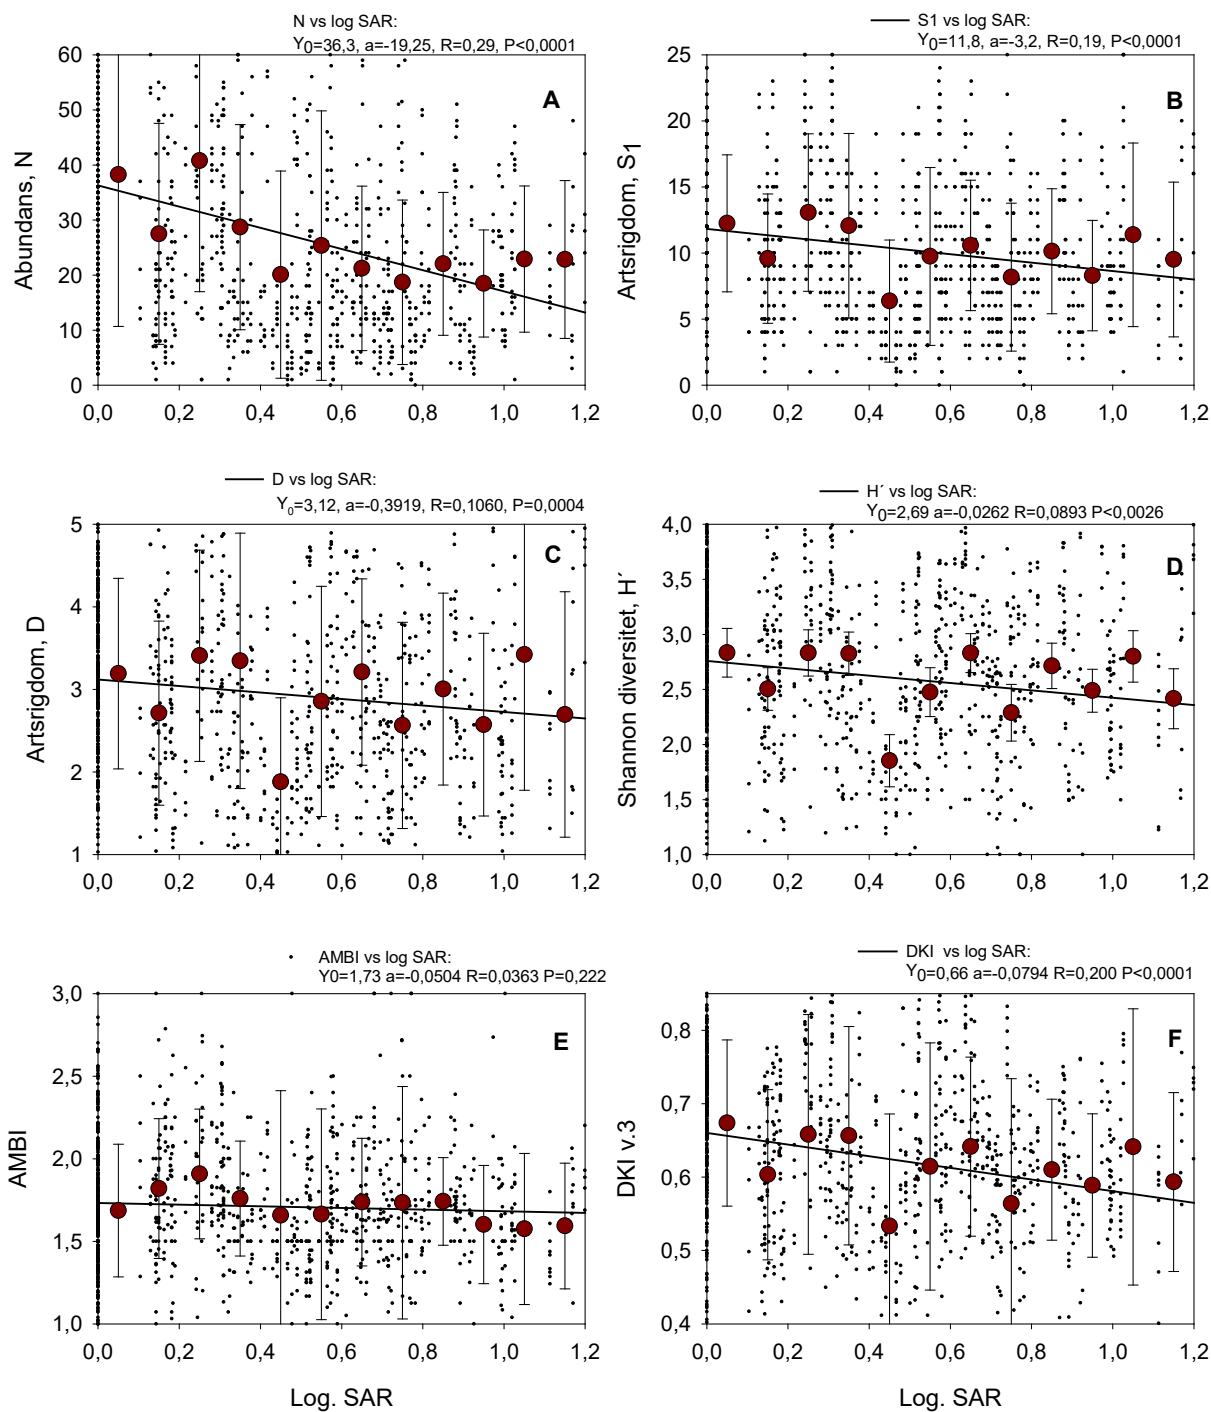 N vs log SAR:
Y0=36,3, a=-19,25, R=0,29, P<0,0001
60
50
40
30
20
10
0
Abundans, N
A
0,0 0,2 0,4 0,6 0,8 1,0 1,2
S1 vs log SAR:
Y0=11,8, a=-3,2, R=0,19, P<0,0001
25
20
15
10
5
0
Artsrigdom, S1
B
0,0 0,2 0,4 0,6 0,8 1,0 1,2
D vs log SAR:
Y0=3,12, a=-0,3919, R=0,1060, P=0,0004
5
4
3
2
1
Artsrigdom, D
C
0,0 0,2 0,4 0,6 0,8 1,0 1,2
H´ vs log SAR:
Y0=2,69 a=-0,0262 R=0,0893 P<0,0026
4,0
3,5
3,0
2,5
2,0
1,5
1,0
Shannon diversitet, H´
D
0,0 0,2 0,4 0,6 0,8 1,0 1,2
AMBI vs log SAR:
Y0=1,73 a=-0,0504 R=0,0363 P=0,222
3,0
2,5
2,0
1,5
1,0
AMBI
E
0,0 0,2 0,4 0,6 0,8 1,0 1,2
Log. SAR
DKI vs log SAR:
Y0=0,66 a=-0,0794 R=0,200 P<0,0001
0,8
0,7
0,6
0,5
0,4
DKI v.3
F
0,0 0,2 0,4 0,6 0,8 1,0 1,2
Log. SAR